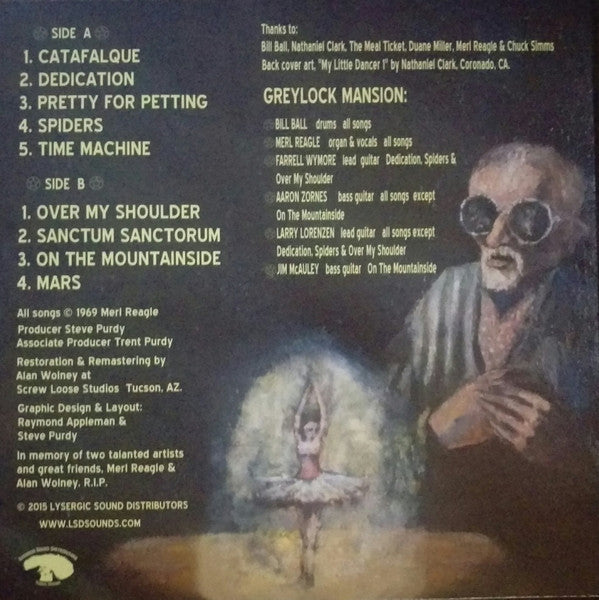 SIDE A
1. CATAFALQUE
2. DEDICATION
3. PRETTY FOR PETTING
4. SPIDERS
5. TIME MACHINE
SIDE B
1. OVER MY SHOULDER
2. SANCTUM SANCTORUM
3. ON THE MOUNTAINSIDE
4. MARS
All songs © 1969 Merl Reagle
Producer Steve Purdy
Associate Producer Trent Purdy
Restoration & Remastering by
Alan Wolney at
Screw Loose Studios Tucson, AZ.
Graphic Design & Layout:
Raymond Appleman &
Steve Purdy
In memory of two talanted artists
and great friends, Merl Reagle &
Alan Wolney, R.I.P.
© 2015 LYSERGIC SOUND DISTRIBUTORS
WWW.LSDSOUNDS.COM
Thanks to:
Bill Ball, Nathaniel Clark, The Meal Ticket, Duane Miller, Merl Reagle & Chuck Simms
Back cover art, "My Little Dancer I" by Nathaniel Clark, Coronado, CA.
GREYLOCK MANSION:
BILL BALL drums all songs
MERL REAGLE organ & vocals all songs
FARRELL WYMORE lead guitar Dedication, Spiders &
Over My Shoulder
AARON ZORNES bass guitar all songs except
On The Mountainside
LARRY LORENZEN lead guitar all songs except
Dedication, Spiders & Over My Shoulder
JIM McAULEY bass guitar On The Mountainside